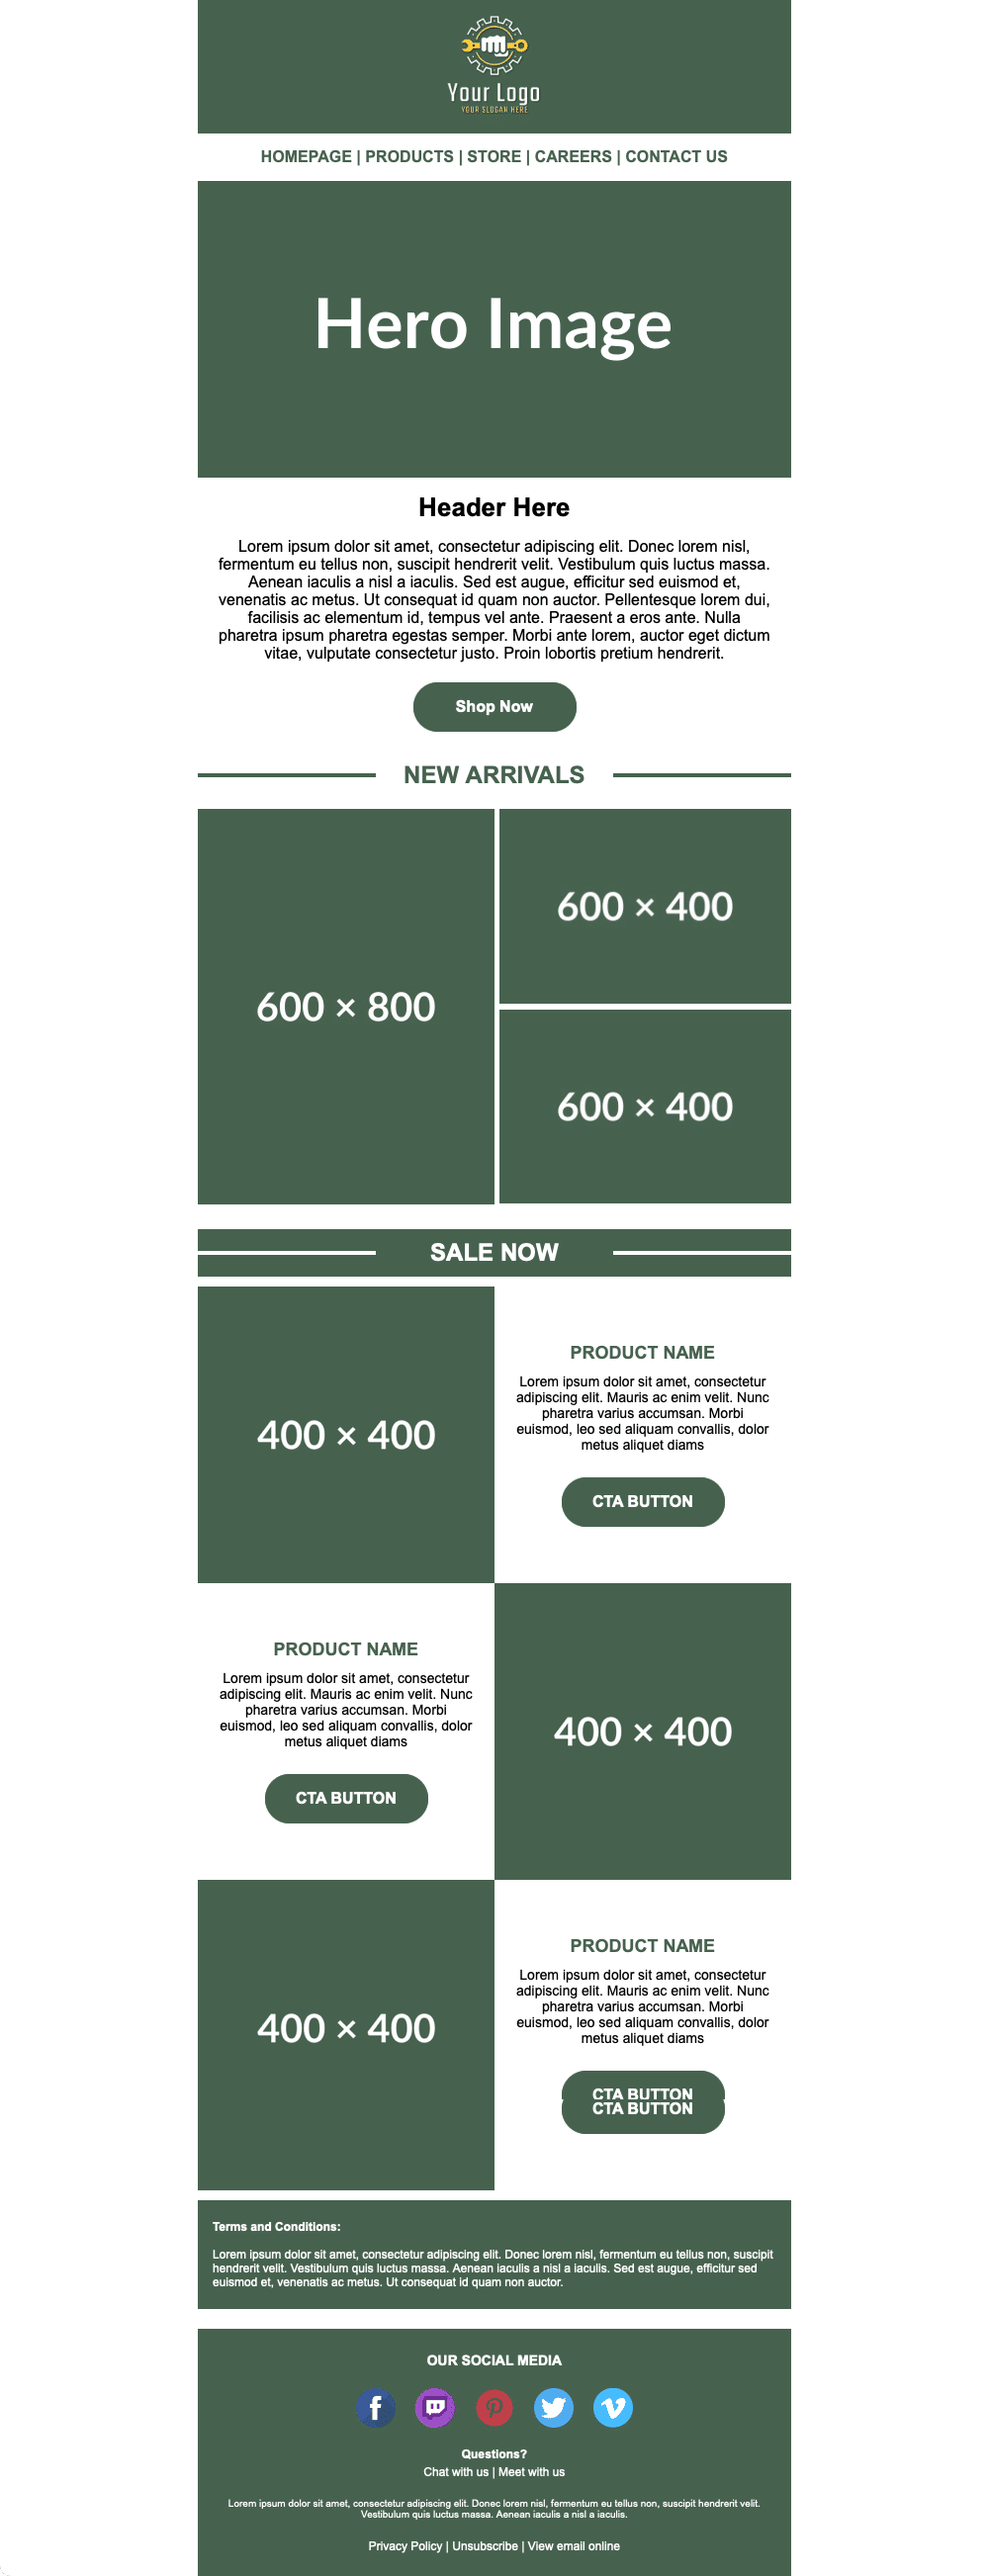 Your Logo
YOUR SLOGAN HERE
HOMEPAGE | PRODUCTS | STORE | CAREERS | CONTACT US
Hero Image
Header Here
Lorem ipsum dolor sit amet, consectetur adipiscing elit. Donec lorem nisl,
fermentum eu tellus non, suscipit hendrerit velit. Vestibulum quis luctus massa.
Aenean iaculis a nisl a iaculis. Sed est augue, efficitur sed euismod et,
venenatis ac metus. Ut consequat id quam non auctor. Pellentesque lorem dui,
facilisis ac elementum id, tempus vel ante. Praesent a eros ante. Nulla
pharetra ipsum pharetra egestas semper. Morbi ante lorem, auctor eget dictum
vitae, vulputate consectetur justo. Proin lobortis pretium hendrerit.
Shop Now
NEW ARRIVALS
600 × 800
600 × 400
600 × 400
SALE NOW
400 × 400
PRODUCT NAME
Lorem ipsum dolor sit amet, consectetur
adipiscing elit. Mauris ac enim velit. Nunc
pharetra varius accumsan. Morbi
euismod, leo sed aliquam convallis, dolor
metus aliquet diams
CTA BUTTON
PRODUCT NAME
Lorem ipsum dolor sit amet, consectetur
adipiscing elit. Mauris ac enim velit. Nunc
pharetra varius accumsan. Morbi
euismod, leo sed aliquam convallis, dolor
metus aliquet diams
CTA BUTTON
400 × 400
400 × 400
PRODUCT NAME
Lorem ipsum dolor sit amet, consectetur
adipiscing elit. Mauris ac enim velit. Nunc
pharetra varius accumsan. Morbi
euismod, leo sed aliquam convallis, dolor
metus aliquet diams
CTA BUTTON
CTA BUTTON
Terms and Conditions:
Lorem ipsum dolor sit amet, consectetur adipiscing elit. Donec lorem nisl, fermentum eu tellus non, suscipit
hendrerit velit. Vestibulum quis luctus massa. Aenean iaculis a nisl a iaculis. Sed est augue, efficitur sed
euismod et, venenatis ac metus. Ut consequat id quam non auctor.
OUR SOCIAL MEDIA
Questions?
Chat with us | Meet with us
Lorem ipsum dolor sit amet, consectetur adipiscing elit. Donec lorem nisl, fermentum eu tellus non, suscipit hendrerit velit.
Vestibulum quis luctus massa. Aenean iaculis a nisl a iaculis.
Privacy Policy | Unsubscribe | View email online